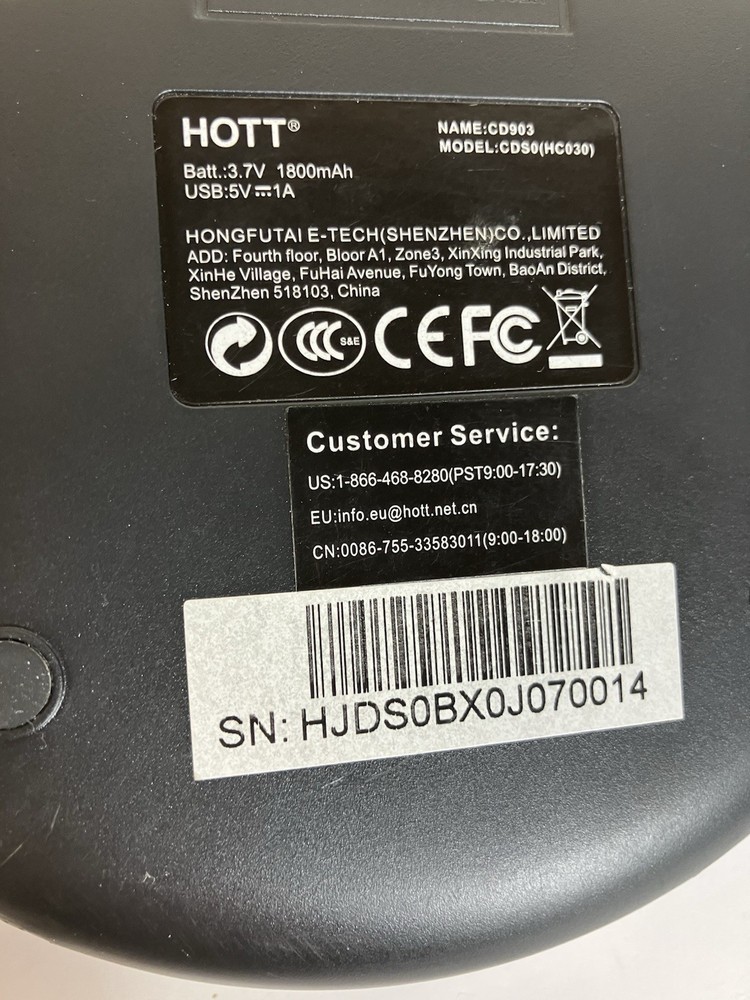 HOTT®
NAME:CD903
MODEL:CDS0(HC030)
Batt.:3.7V 1800mAh
USB:5V⎓1A
HONGFUTAI E-TECH(SHENZHEN)CO.,LIMITED
ADD: Fourth floor, Bloor A1, Zone3, XinXing Industrial Park,
XinHe Village, FuHai Avenue, FuYong Town, BaoAn District,
ShenZhen 518103, China
CCC S&E CE FC
Customer Service:
US:1-866-468-8280(PST9:00-17:30)
EU:info.eu@hott.net.cn
CN:0086-755-33583011(9:00-18:00)
SN: HJDS0BX0J070014